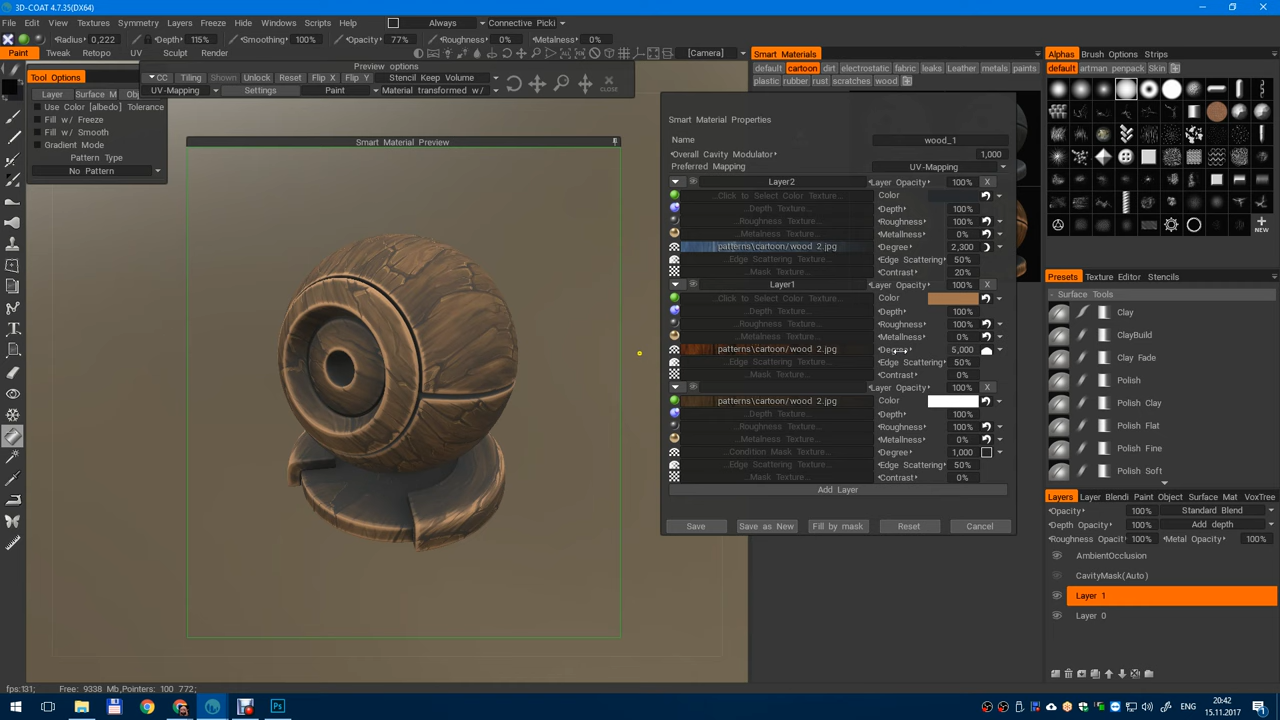 3D-COAT 4.7.35(DX64)
File Edit View Textures Symmetry Layers Freeze Hide Windows Scripts Help Always Connective Picki
Radius: 0,222 Depth: 115% Smoothing: 100% Opacity: 77% Roughness: 0% Metalness: 0%
Paint Tweak Retopo UV Sculpt Render [Camera]
Preview options
Tool Options CC Tiling Shown Unlock Reset Flip X Flip Y Stencil Keep Volume
UV-Mapping Settings Paint Material transformed w/ CLOSE
Layer Surface M Obj
Use Color [albedo] Tolerance
Fill w/ Freeze
Fill w/ Smooth
Gradient Mode
Pattern Type
No Pattern
Smart Material Preview
Smart Materials
default cartoon dirt electrostatic fabric leaks Leather metals paints
plastic rubber rust scratches wood
Smart Material Properties
Name wood_1
Overall Cavity Modulator 1,000
Preferred Mapping UV-Mapping
Layer2 Layer Opacity 100% X
...Click to Select Color Texture... Color
...Depth Texture... Depth 100%
...Roughness Texture... Roughness 100%
...Metalness Texture... Metallness 0%
patterns\cartoon/wood 2.jpg Degree 2,300
...Edge Scattering Texture... Edge Scattering 50%
...Mask Texture... Contrast 20%
Layer1 Layer Opacity 100% X
...Click to Select Color Texture... Color
...Depth Texture... Depth 100%
...Roughness Texture... Roughness 100%
...Metalness Texture... Metallness 0%
patterns\cartoon/wood 2.jpg 5,000
...Edge Scattering Texture... Edge Scattering 50%
...Mask Texture... Contrast 0%
Layer Opacity 100% X
patterns\cartoon/wood 2.jpg Color
...Depth Texture... Depth 100%
...Roughness Texture... Roughness 100%
...Metalness Texture... Metallness 0%
...Condition Mask Texture... Degree 1,000
...Edge Scattering Texture... Edge Scattering 50%
...Mask Texture... Contrast 0%
Add Layer
Save Save as New Fill by mask Reset Cancel
Alphas Brush Options Strips
default artman penpack Skin
NEW
Presets Texture Editor Stencils
Surface Tools
Clay
ClayBuild
Clay Fade
Polish
Polish Clay
Polish Flat
Polish Fine
Polish Soft
Layers Layer Blendi Paint Object Surface Mat VoxTree
Opacity 100% Standard Blend
Depth Opacity 100% Add depth
Roughness Opacit 100% Metal Opacity 100%
AmbientOcclusion
CavityMask(Auto)
Layer 1
Layer 0
fps:131; Free: 9338 Mb,Pointers: 100 772;
Ps
ENG
20:42
15.11.2017